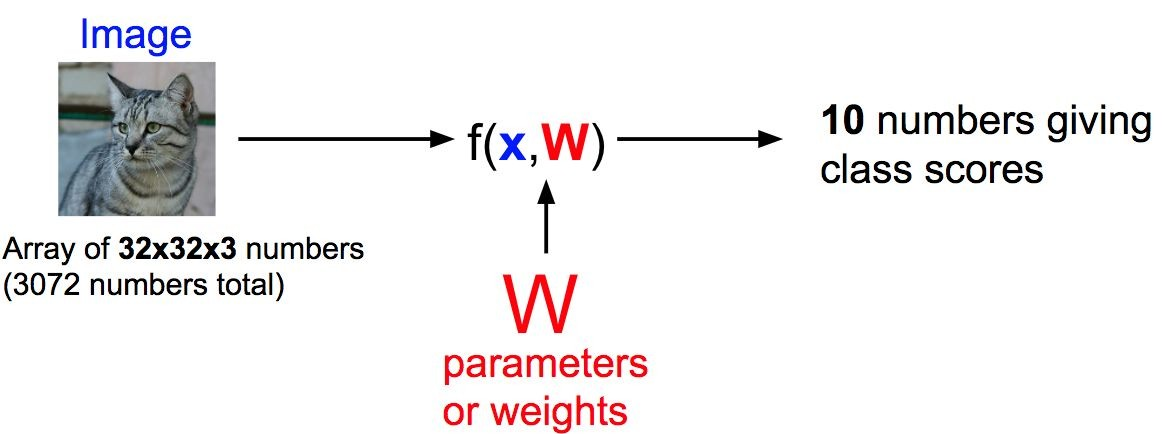 Image
f(x,W)
10 numbers giving
class scores
Array of 32x32x3 numbers
(3072 numbers total)
W
parameters
or weights